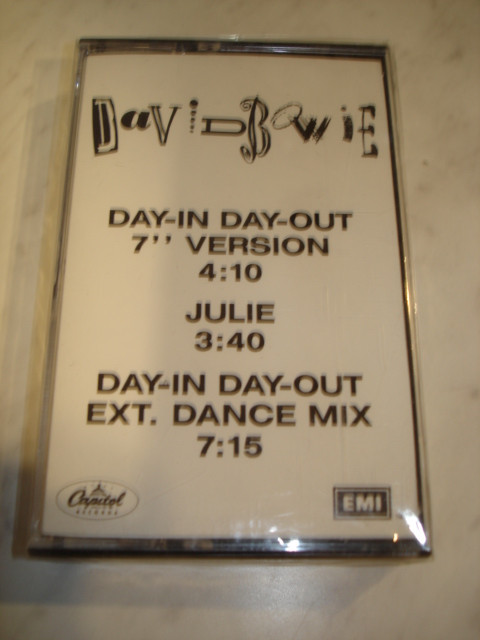 DaViD BOWiE
DAY-IN DAY-OUT
7'' VERSION
4:10
JULIE
3:40
DAY-IN DAY-OUT
EXT. DANCE MIX
7:15
Capitol
RECORDS
EMI